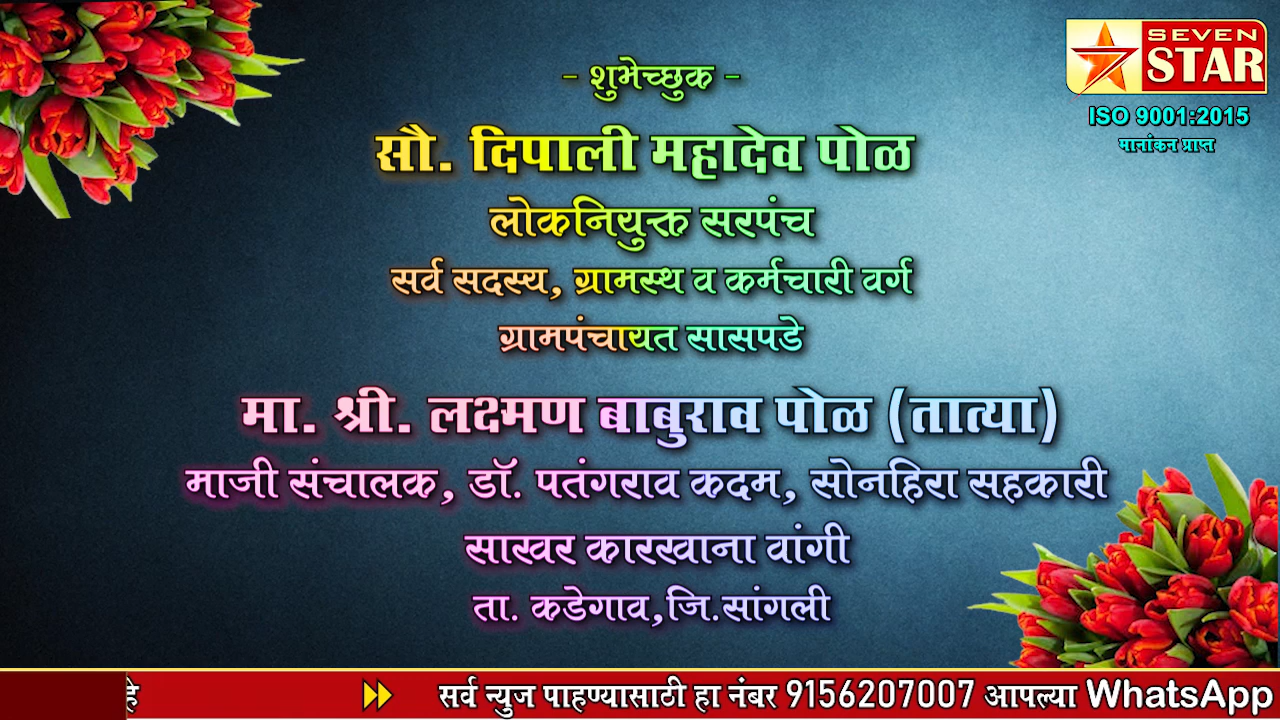 SEVEN
STAR
ISO 9001:2015
मानांकन प्राप्त
- शुभेच्छुक -
सौ. दिपाली महादेव पोळ
लोकनियुक्त सरपंच
सर्व सदस्य, ग्रामस्थ व कर्मचारी वर्ग
ग्रामपंचायत सासपडे
मा. श्री. लक्ष्मण बाबुराव पोळ (तात्या)
माजी संचालक, डॉ. पतंगराव कदम, सोनहिरा सहकारी
साखर कारखाना वांगी
ता. कडेगाव,जि.सांगली
हे सर्व न्युज पाहण्यासाटी हा नंबर 9156207007 आपल्या WhatsApp